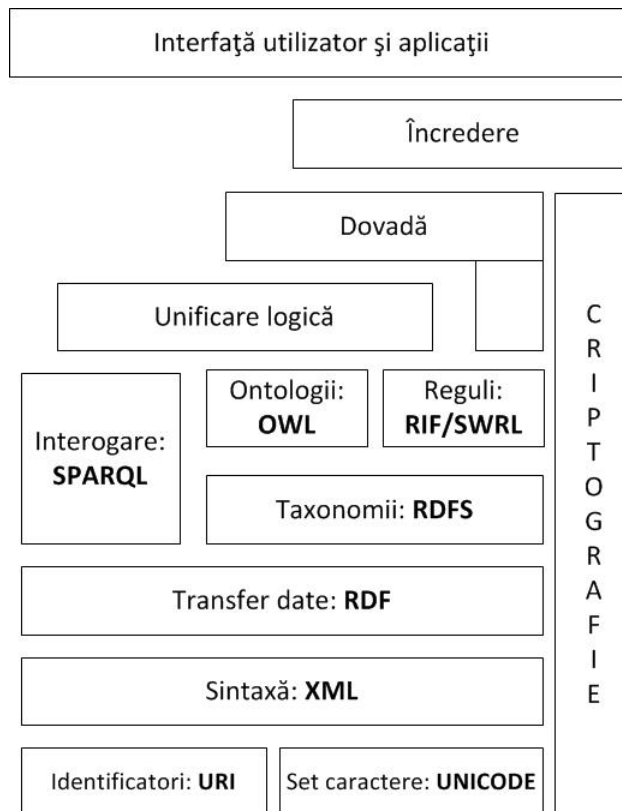 Interfaţă utilizator şi aplicaţii
Încredere
Dovadă
Unificare logică
Ontologii:
OWL
Reguli:
RIF/SWRL
Interogare:
SPARQL
Taxonomii: RDFS
Transfer date: RDF
Sintaxă: XML
Identificatori: URI
Set caractere: UNICODE
C
R
I
P
T
O
G
R
A
F
I
E